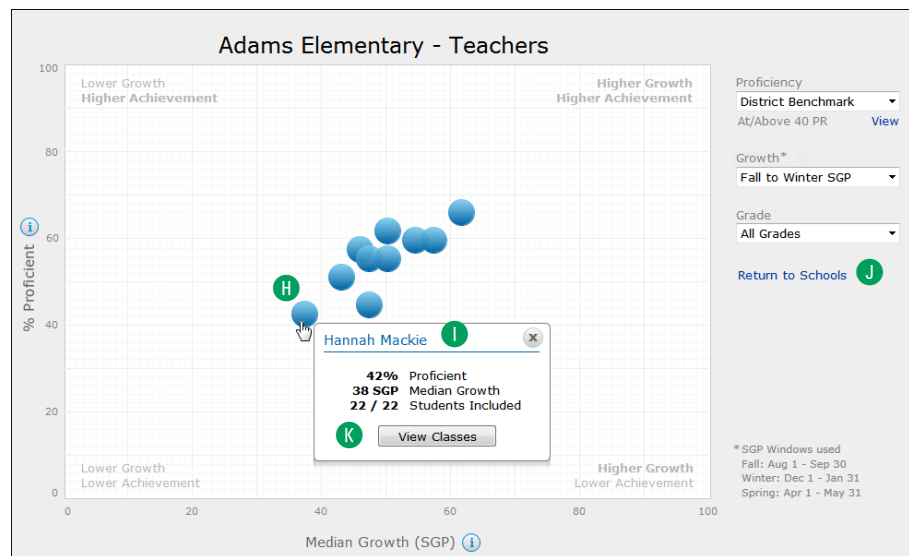 Adams Elementary - Teachers
100
80
60
40
20
0
% Proficient
i
Lower Growth
Higher Achievement
Higher Growth
Higher Achievement
Lower Growth
Lower Achievement
Higher Growth
Lower Achievement
H
Hannah Mackie
I
x
42% Proficient
38 SGP Median Growth
22 / 22 Students Included
K
View Classes
0 20 40 60 80 100
Median Growth (SGP) i
Proficiency
District Benchmark
At/Above 40 PR View
Growth*
Fall to Winter SGP
Grade
All Grades
Return to Schools J
* SGP Windows used
Fall: Aug 1 - Sep 30
Winter: Dec 1 - Jan 31
Spring: Apr 1 - May 31